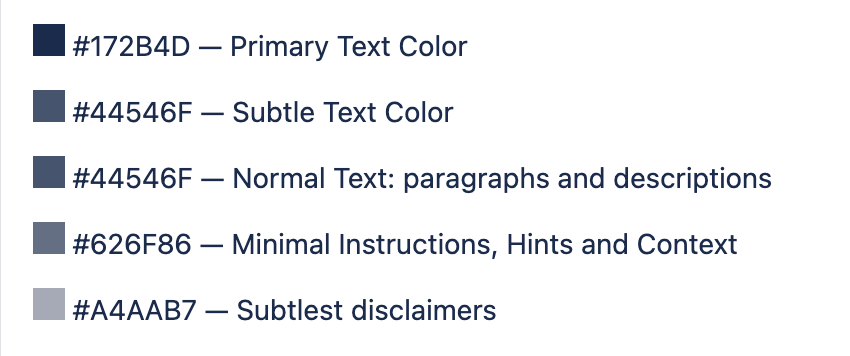 #172B4D — Primary Text Color
#44546F — Subtle Text Color
#44546F — Normal Text: paragraphs and descriptions
#626F86 — Minimal Instructions, Hints and Context
#A4AAB7 — Subtlest disclaimers